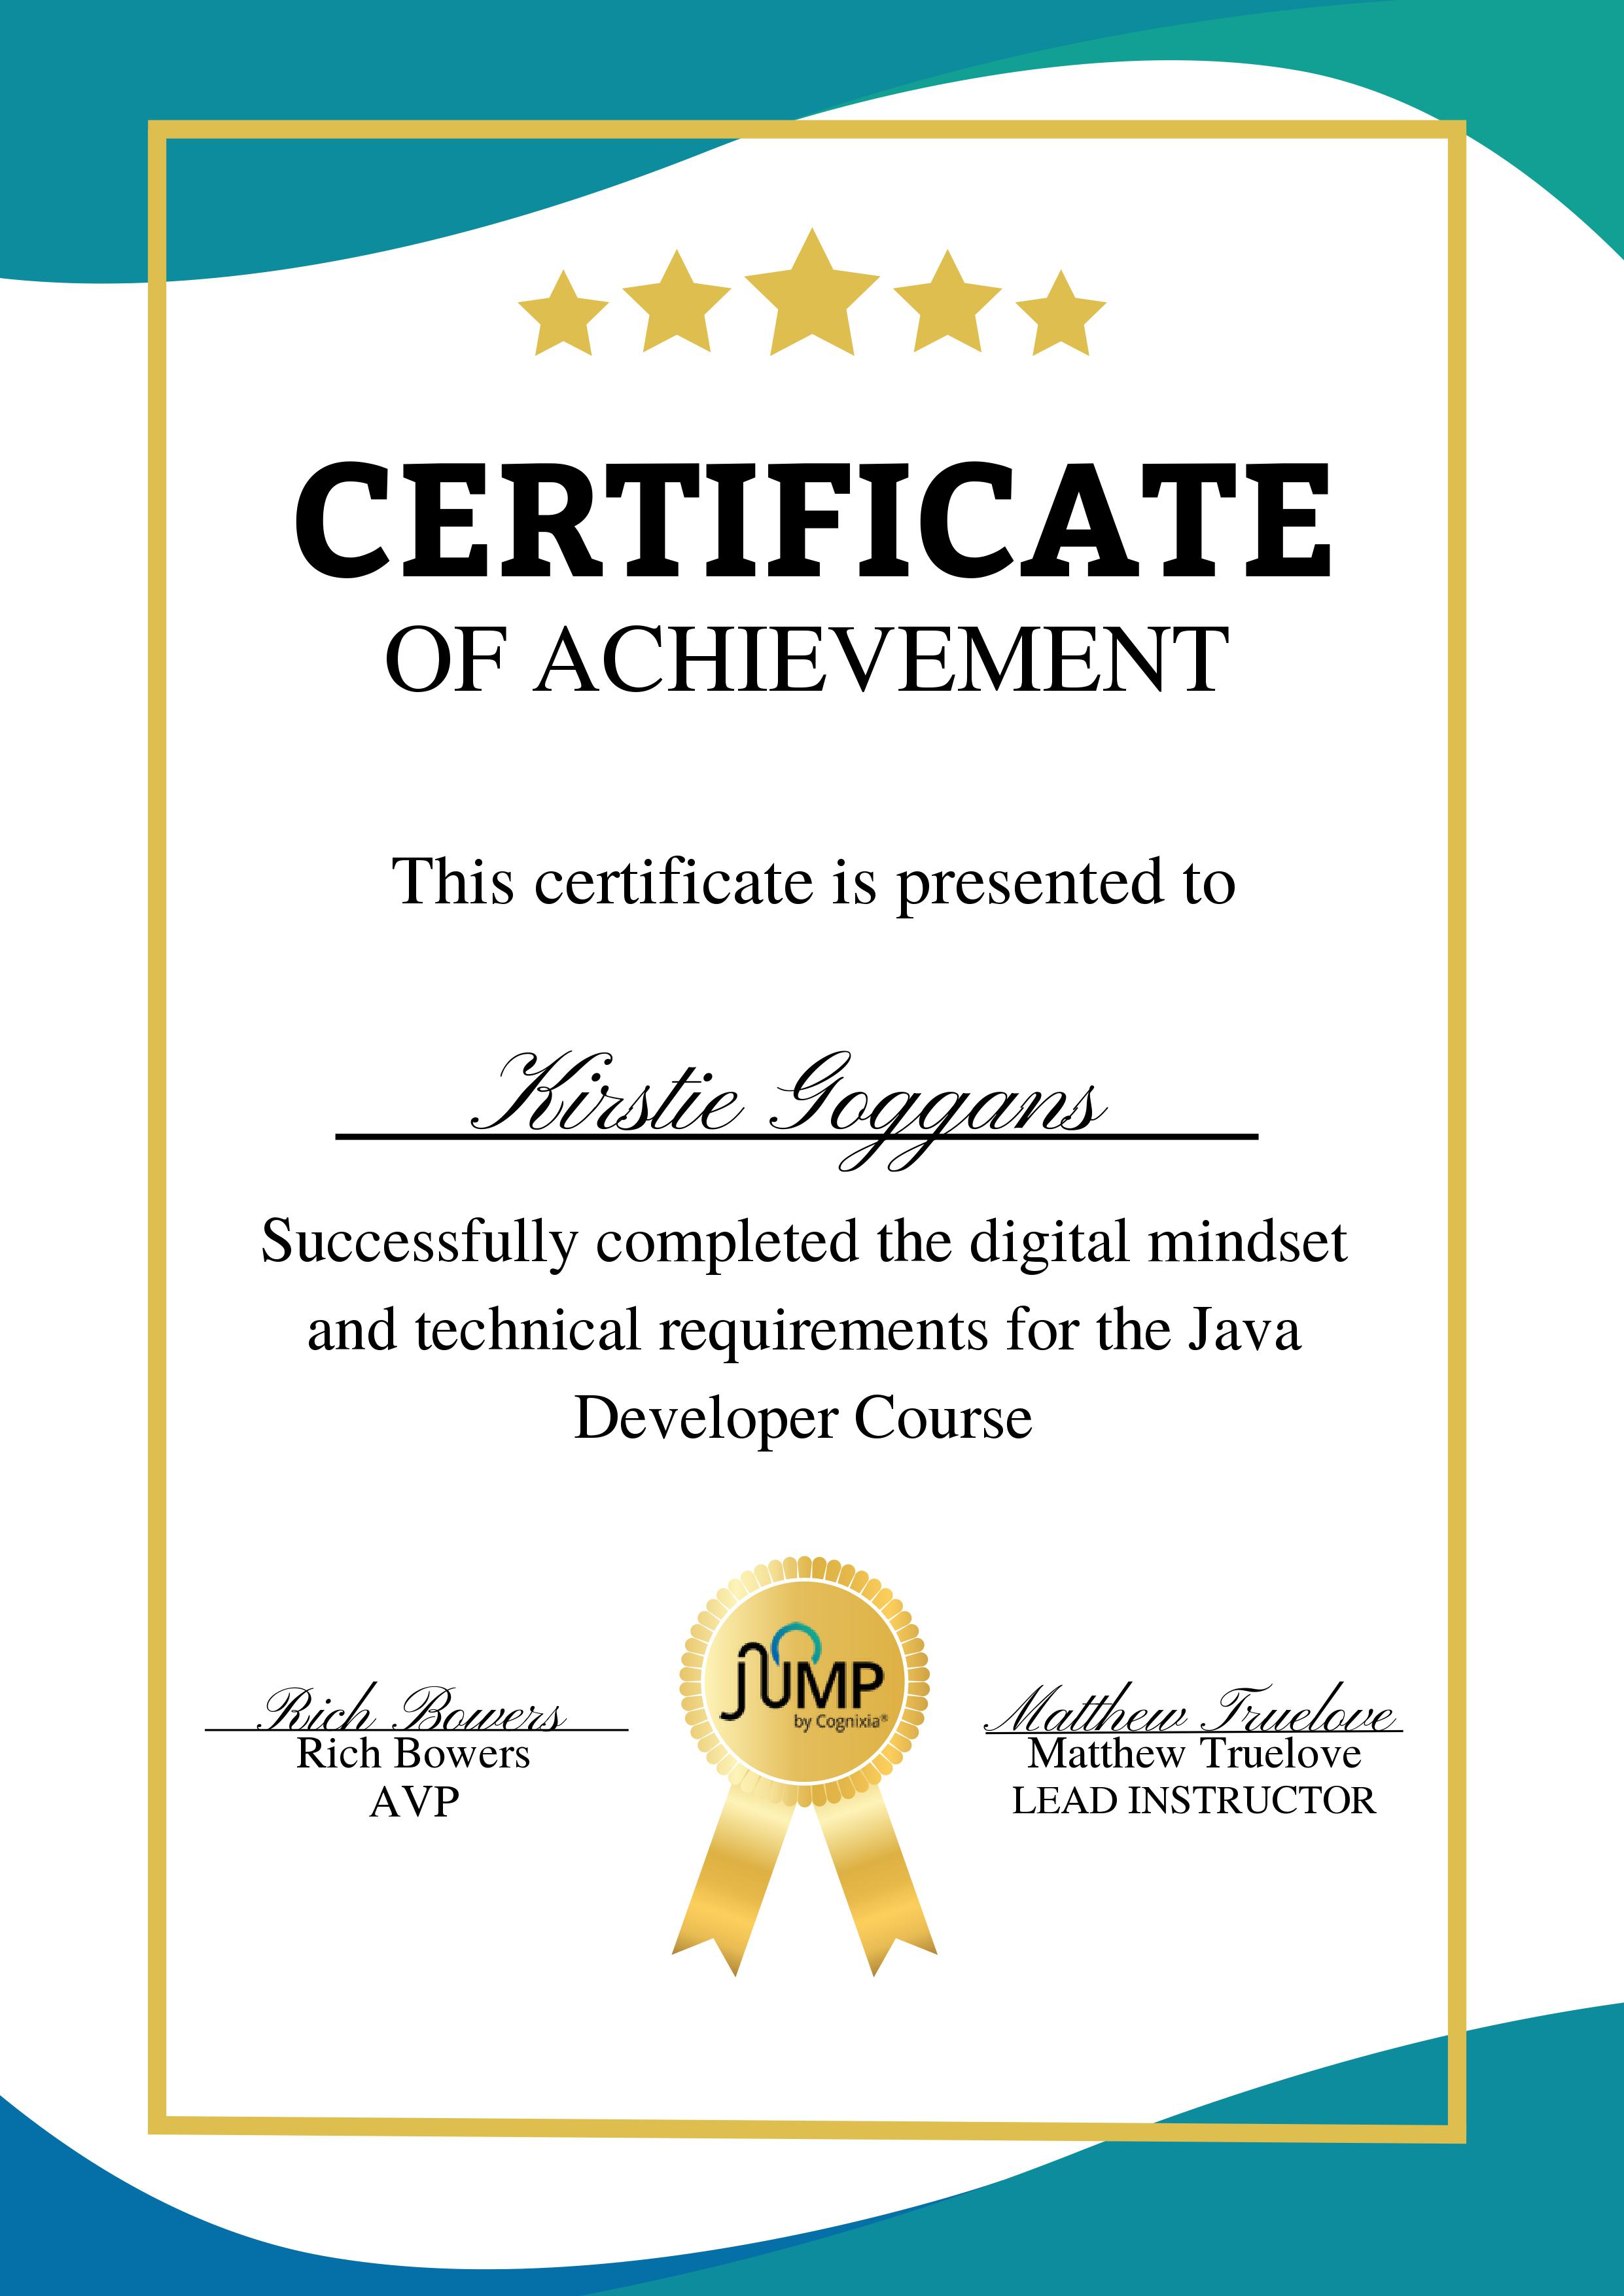 CERTIFICATE
OF ACHIEVEMENT
This certificate is presented to
Kirstie Goggans
Successfully completed the digital mindset
and technical requirements for the Java
Developer Course
JUMP
by Cognixia®
Rich Bowers
Rich Bowers
AVP
Matthew Truelove
Matthew Truelove
LEAD INSTRUCTOR